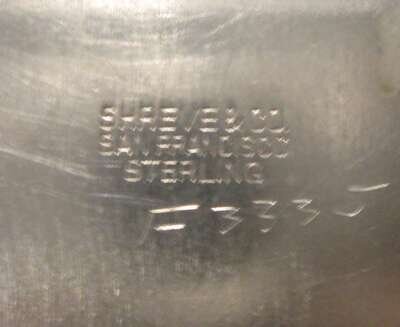 SHREVE & CO.
SAN FRANCISCO
STERLING